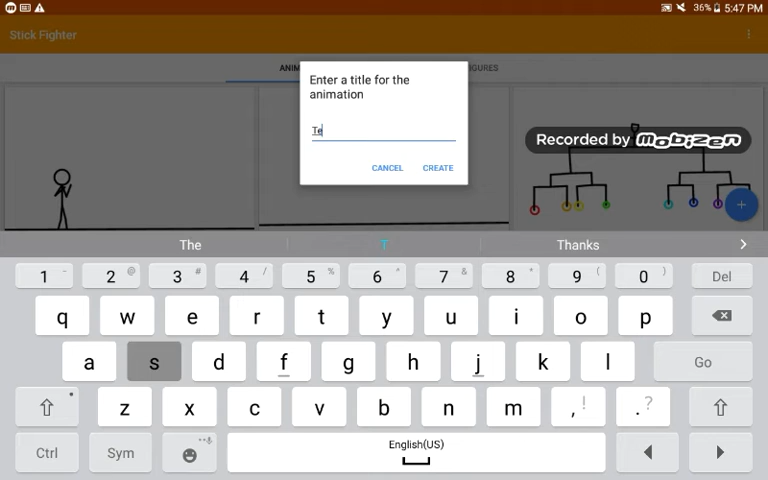 36% 5:47 PM
Stick Fighter
ANIM
GURES
Enter a title for the
animation
Te
CANCEL CREATE
Recorded by mobizen
+
The T Thanks >
1 - 2 @ 3 # 4 / 5 % 6 ^ 7 & 8 * 9 ( 0 ) Del
q w e r t y u i o p
a s d f g h j k l Go
z x c v b n m , ! . ?
Ctrl Sym English(US)